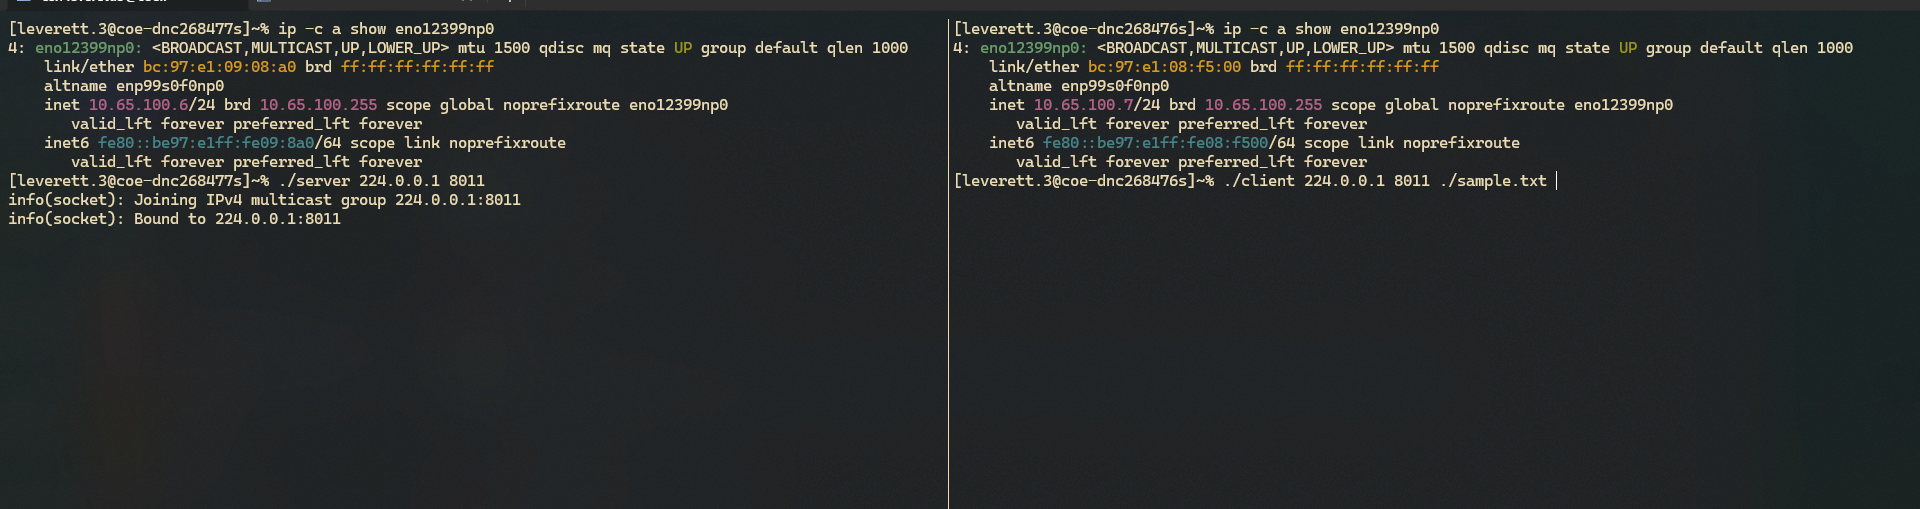 [leverett.3@coe-dnc268477s]~% ip -c a show eno12399np0
4: eno12399np0: <BROADCAST,MULTICAST,UP,LOWER_UP> mtu 1500 qdisc mq state UP group default qlen 1000
link/ether bc:97:e1:09:08:a0 brd ff:ff:ff:ff:ff:ff
altname enp99s0f0np0
inet 10.65.100.6/24 brd 10.65.100.255 scope global noprefixroute eno12399np0
valid_lft forever preferred_lft forever
inet6 fe80::be97:e1ff:fe09:8a0/64 scope link noprefixroute
valid_lft forever preferred_lft forever
[leverett.3@coe-dnc268477s]~% ./server 224.0.0.1 8011
info(socket): Joining IPv4 multicast group 224.0.0.1:8011
info(socket): Bound to 224.0.0.1:8011
[leverett.3@coe-dnc268476s]~% ip -c a show eno12399np0
4: eno12399np0: <BROADCAST,MULTICAST,UP,LOWER_UP> mtu 1500 qdisc mq state UP group default qlen 1000
link/ether bc:97:e1:08:f5:00 brd ff:ff:ff:ff:ff:ff
altname enp99s0f0np0
inet 10.65.100.7/24 brd 10.65.100.255 scope global noprefixroute eno12399np0
valid_lft forever preferred_lft forever
inet6 fe80::be97:e1ff:fe08:f500/64 scope link noprefixroute
valid_lft forever preferred_lft forever
[leverett.3@coe-dnc268476s]~% ./client 224.0.0.1 8011 ./sample.txt